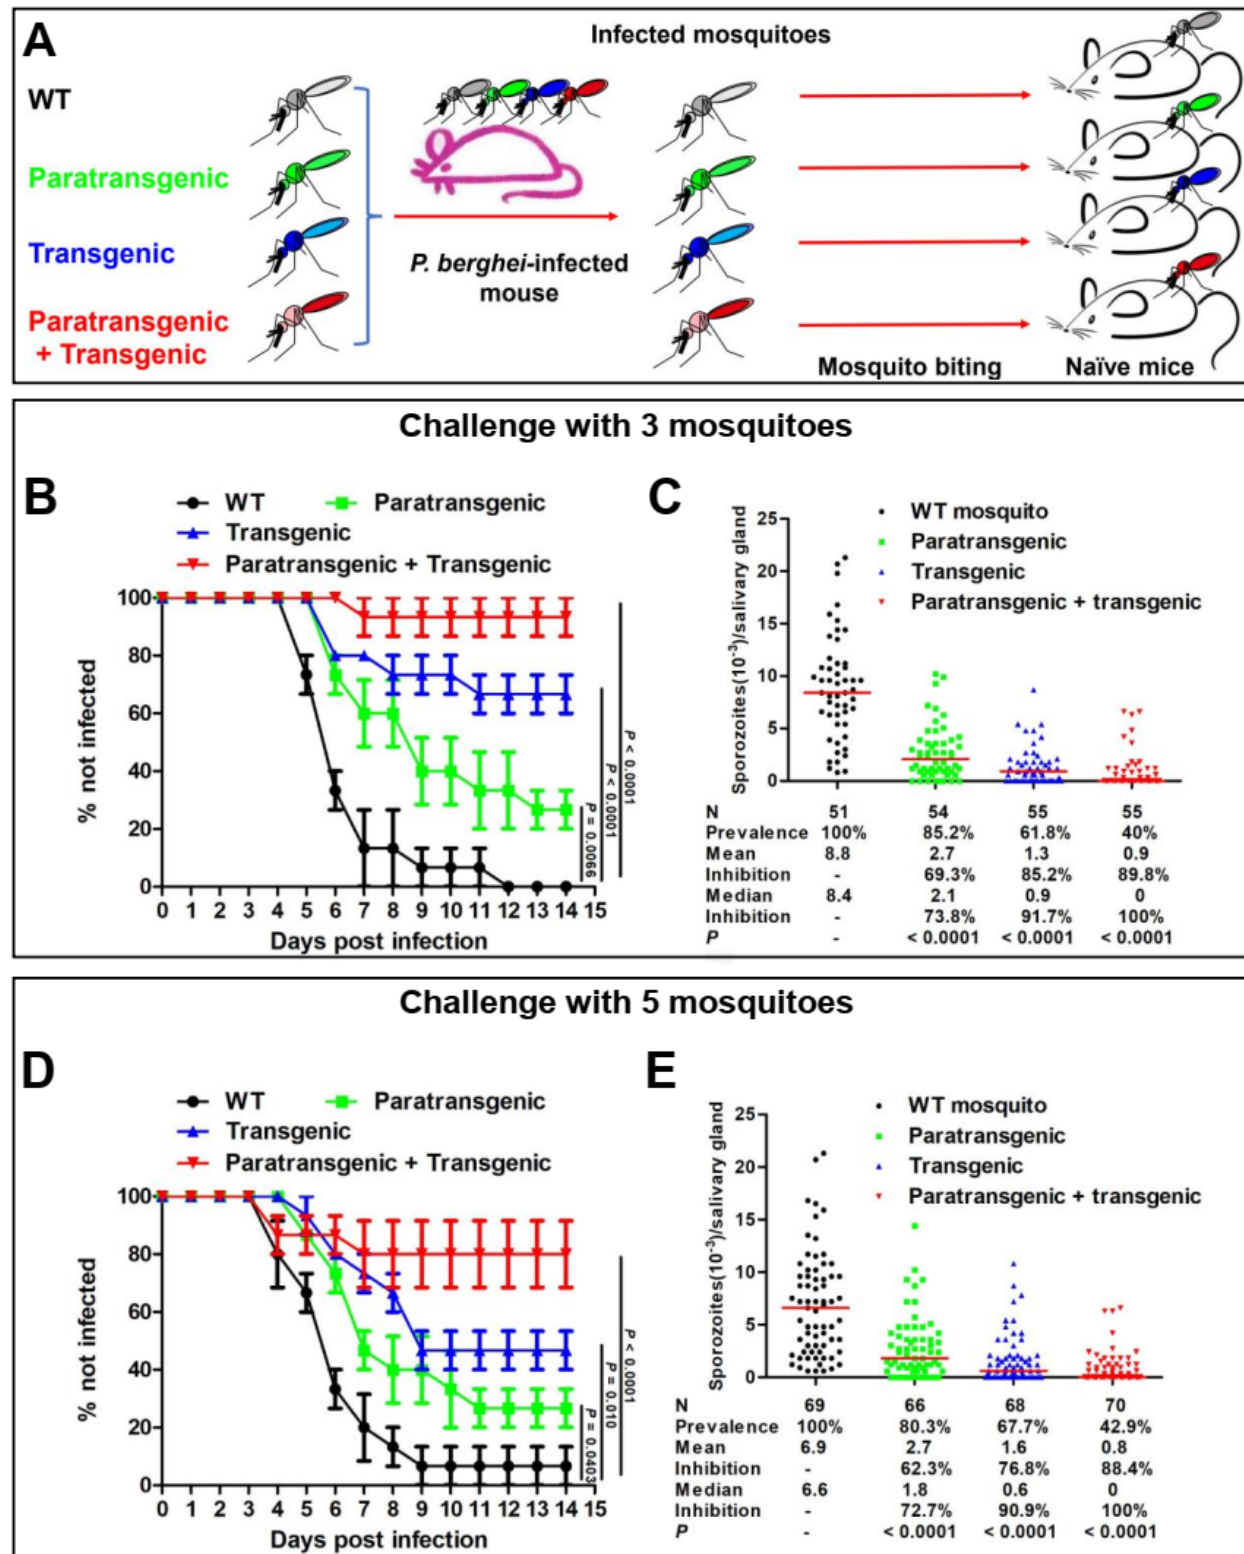 A
Infected mosquitoes
WT
Paratransgenic
Transgenic
Paratransgenic
+ Transgenic
P. berghei-infected
mouse
Mosquito biting
Naïve mice
Challenge with 3 mosquitoes
B
WT
Paratransgenic
Transgenic
Paratransgenic + Transgenic
% not infected
100
80
60
40
20
0
0 1 2 3 4 5 6 7 8 9 10 11 12 13 14 15
Days post infection
P = 0.0066
P < 0.0001
P < 0.0001
C
WT mosquito
Paratransgenic
Transgenic
Paratransgenic + transgenic
Sporozoites(10⁻³)/salivary gland
25
20
15
10
5
0
N 51 54 55 55
Prevalence 100% 85.2% 61.8% 40%
Mean 8.8 2.7 1.3 0.9
Inhibition - 69.3% 85.2% 89.8%
Median 8.4 2.1 0.9 0
Inhibition - 73.8% 91.7% 100%
P - < 0.0001 < 0.0001 < 0.0001
Challenge with 5 mosquitoes
D
WT
Paratransgenic
Transgenic
Paratransgenic + Transgenic
% not infected
100
80
60
40
20
0
0 1 2 3 4 5 6 7 8 9 10 11 12 13 14 15
Days post infection
P = 0.0403
P = 0.010
P < 0.0001
E
WT mosquito
Paratransgenic
Transgenic
Paratransgenic + transgenic
Sporozoites(10⁻³)/salivary gland
25
20
15
10
5
0
N 69 66 68 70
Prevalence 100% 80.3% 67.7% 42.9%
Mean 6.9 2.7 1.6 0.8
Inhibition - 62.3% 76.8% 88.4%
Median 6.6 1.8 0.6 0
Inhibition - 72.7% 90.9% 100%
P - < 0.0001 < 0.0001 < 0.0001